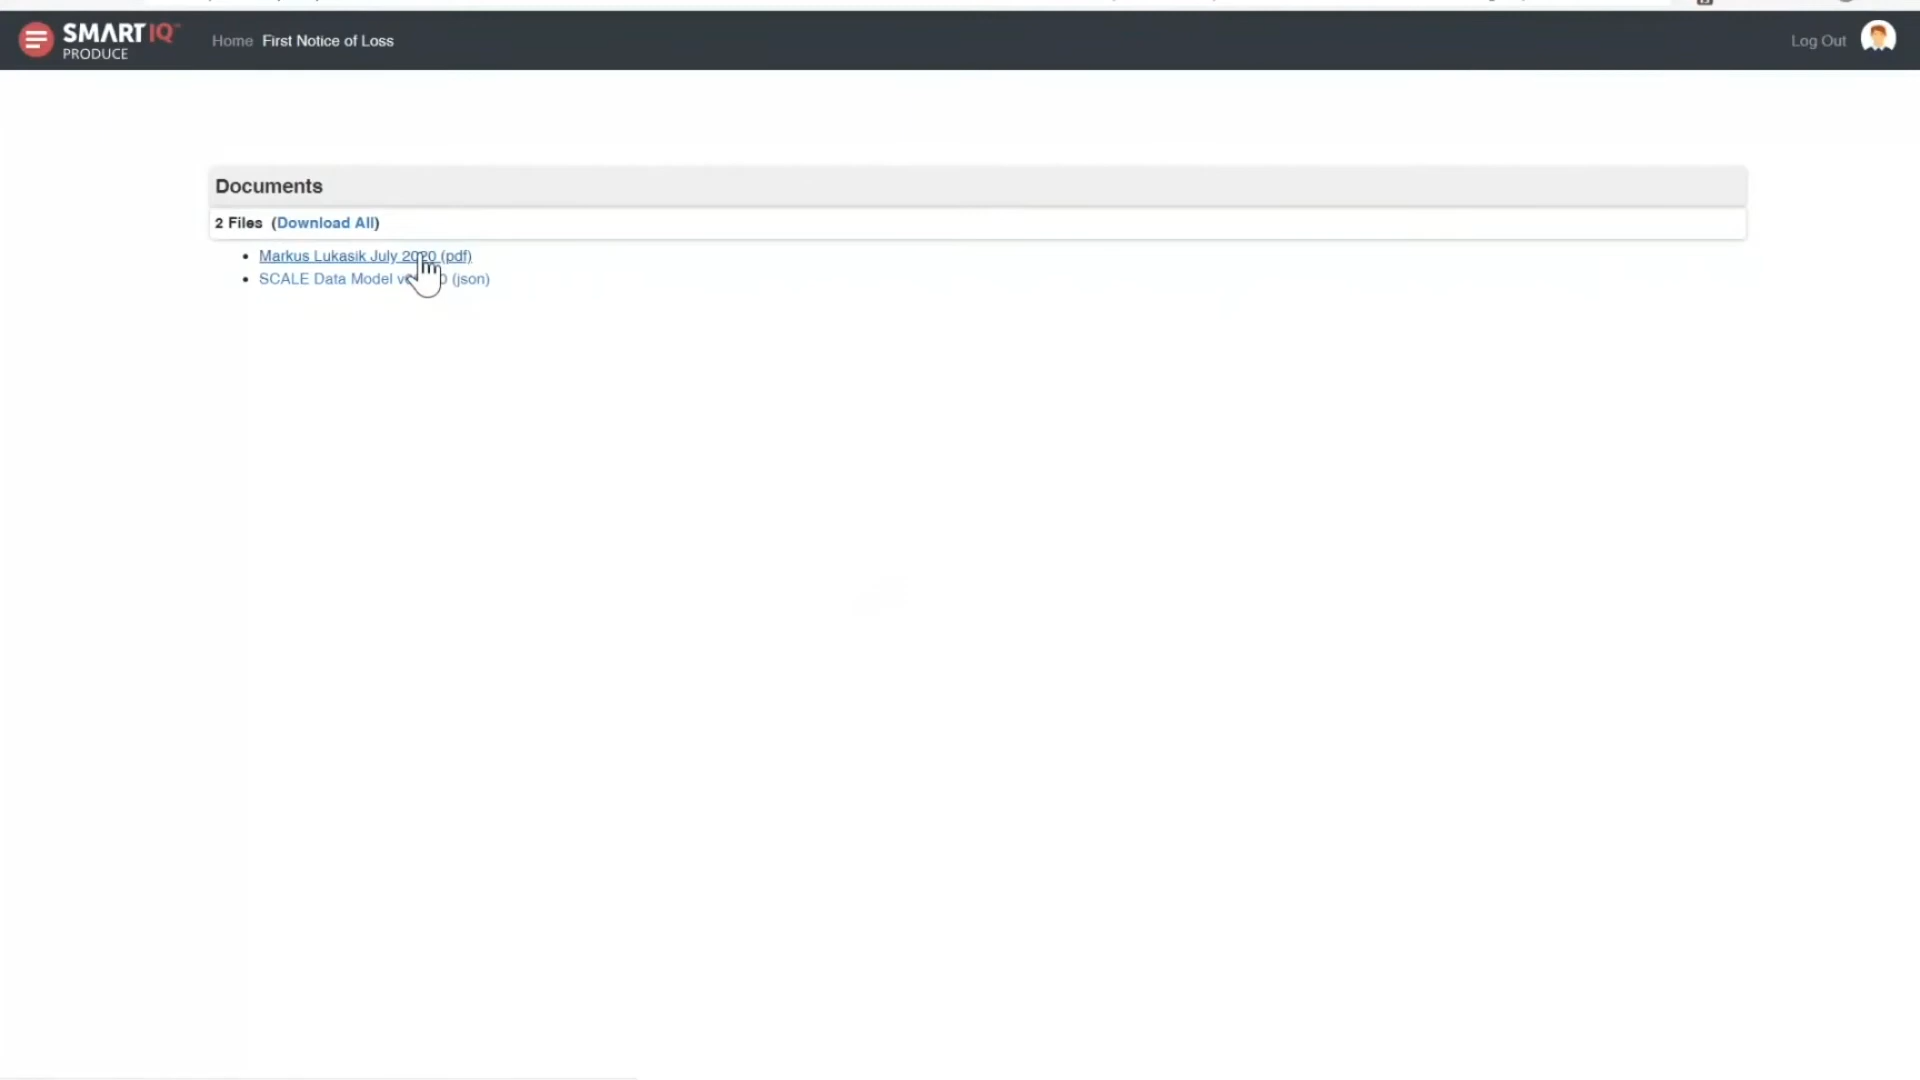 SMART IQ™
PRODUCE
Home First Notice of Loss
Log Out
Documents
2 Files (Download All)
Markus Lukasik July 2020 (pdf)
SCALE Data Model (json)